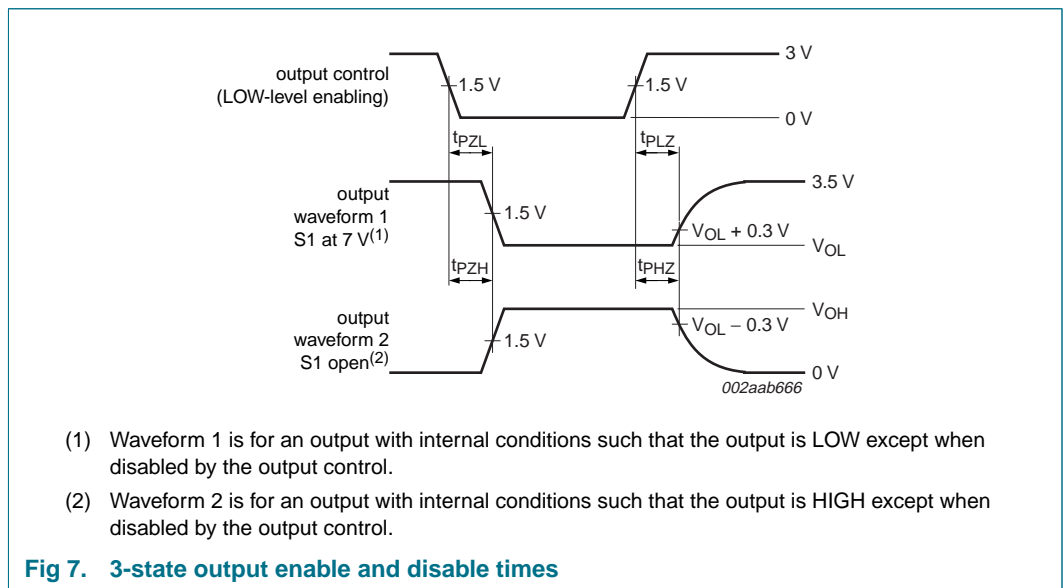 output control
(LOW-level enabling)
1.5 V
1.5 V
3 V
0 V
tPZL
tPLZ
output
waveform 1
S1 at 7 V(1)
1.5 V
3.5 V
VOL + 0.3 V
VOL
tPZH
tPHZ
output
waveform 2
S1 open(2)
1.5 V
VOH
VOL − 0.3 V
0 V
002aab666
(1) Waveform 1 is for an output with internal conditions such that the output is LOW except when
disabled by the output control.
(2) Waveform 2 is for an output with internal conditions such that the output is HIGH except when
disabled by the output control.
Fig 7. 3-state output enable and disable times